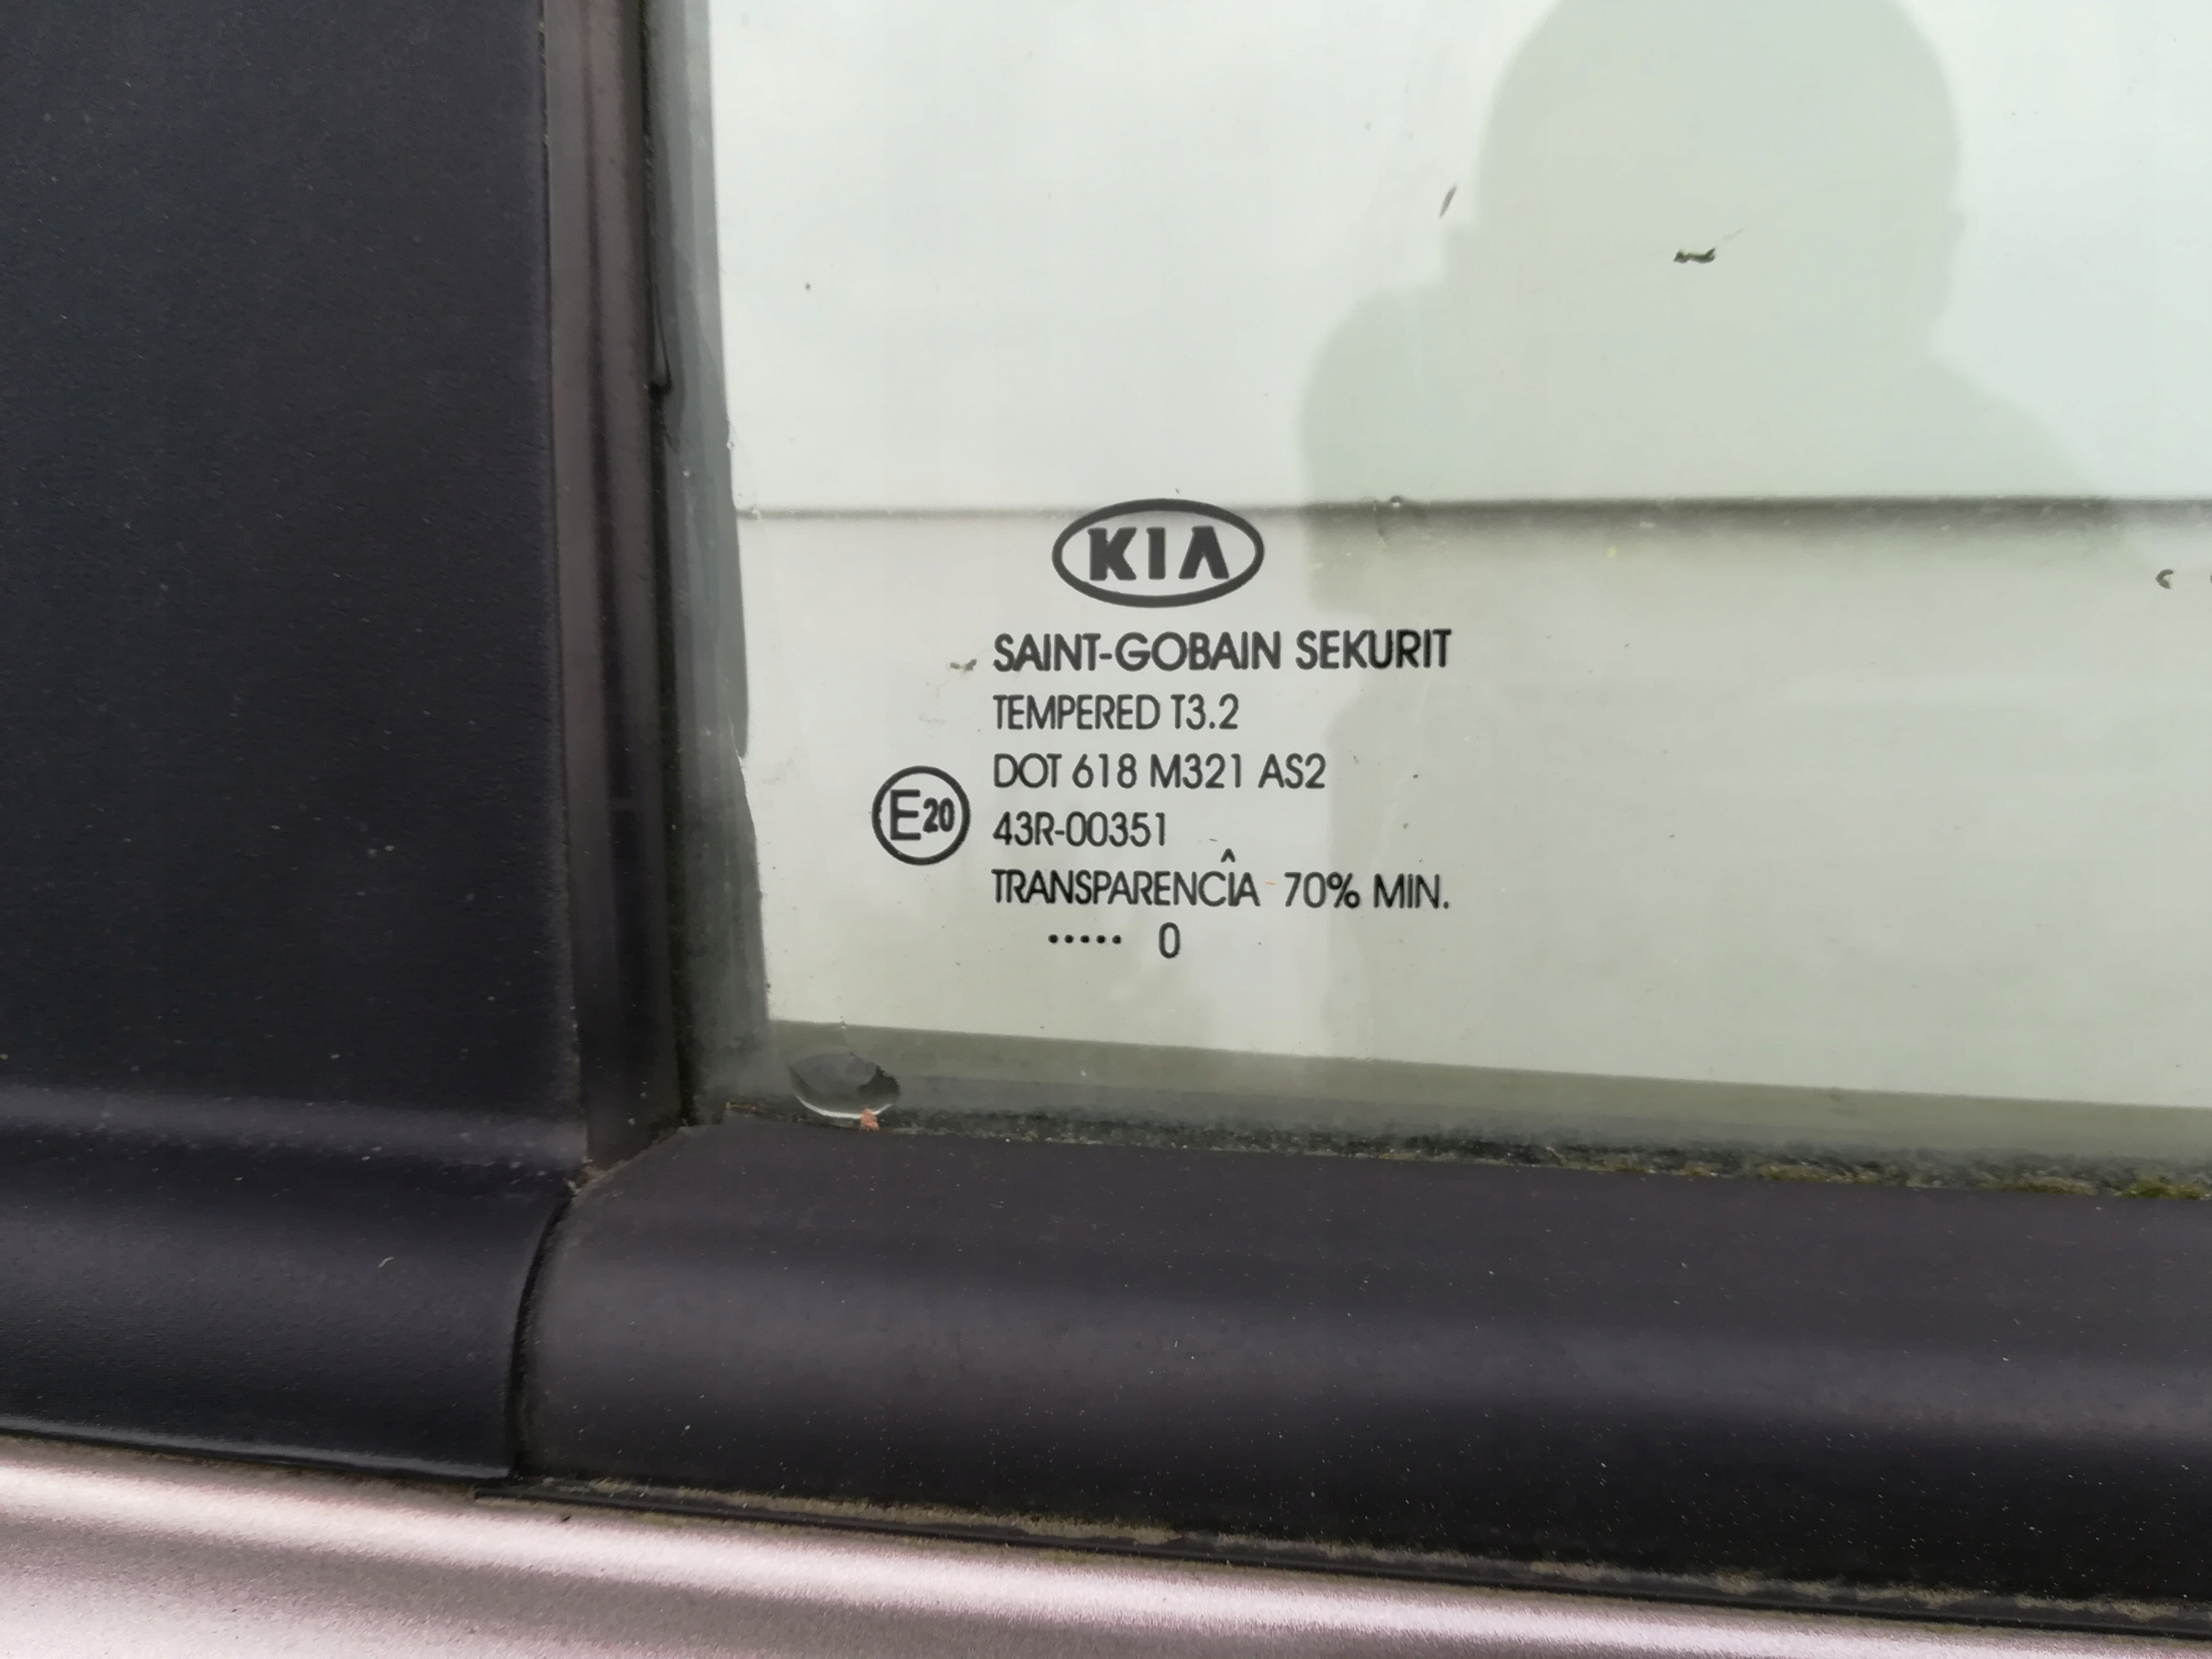 KIA
SAINT-GOBAIN SEKURIT
TEMPERED T3.2
DOT 618 M321 AS2
E20
43R-00351
TRANSPARENCÎA 70% MIN.
..... 0